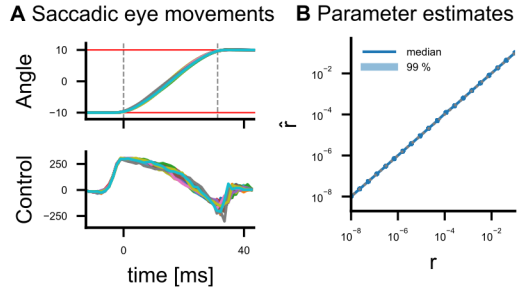 A Saccadic eye movements
10
0
−10
Angle
250
0
−250
Control
0
40
time [ms]
B Parameter estimates
median
99 %
10⁻²
10⁻⁴
10⁻⁶
10⁻⁸
r̂
10⁻⁸
10⁻⁶
10⁻⁴
10⁻²
r